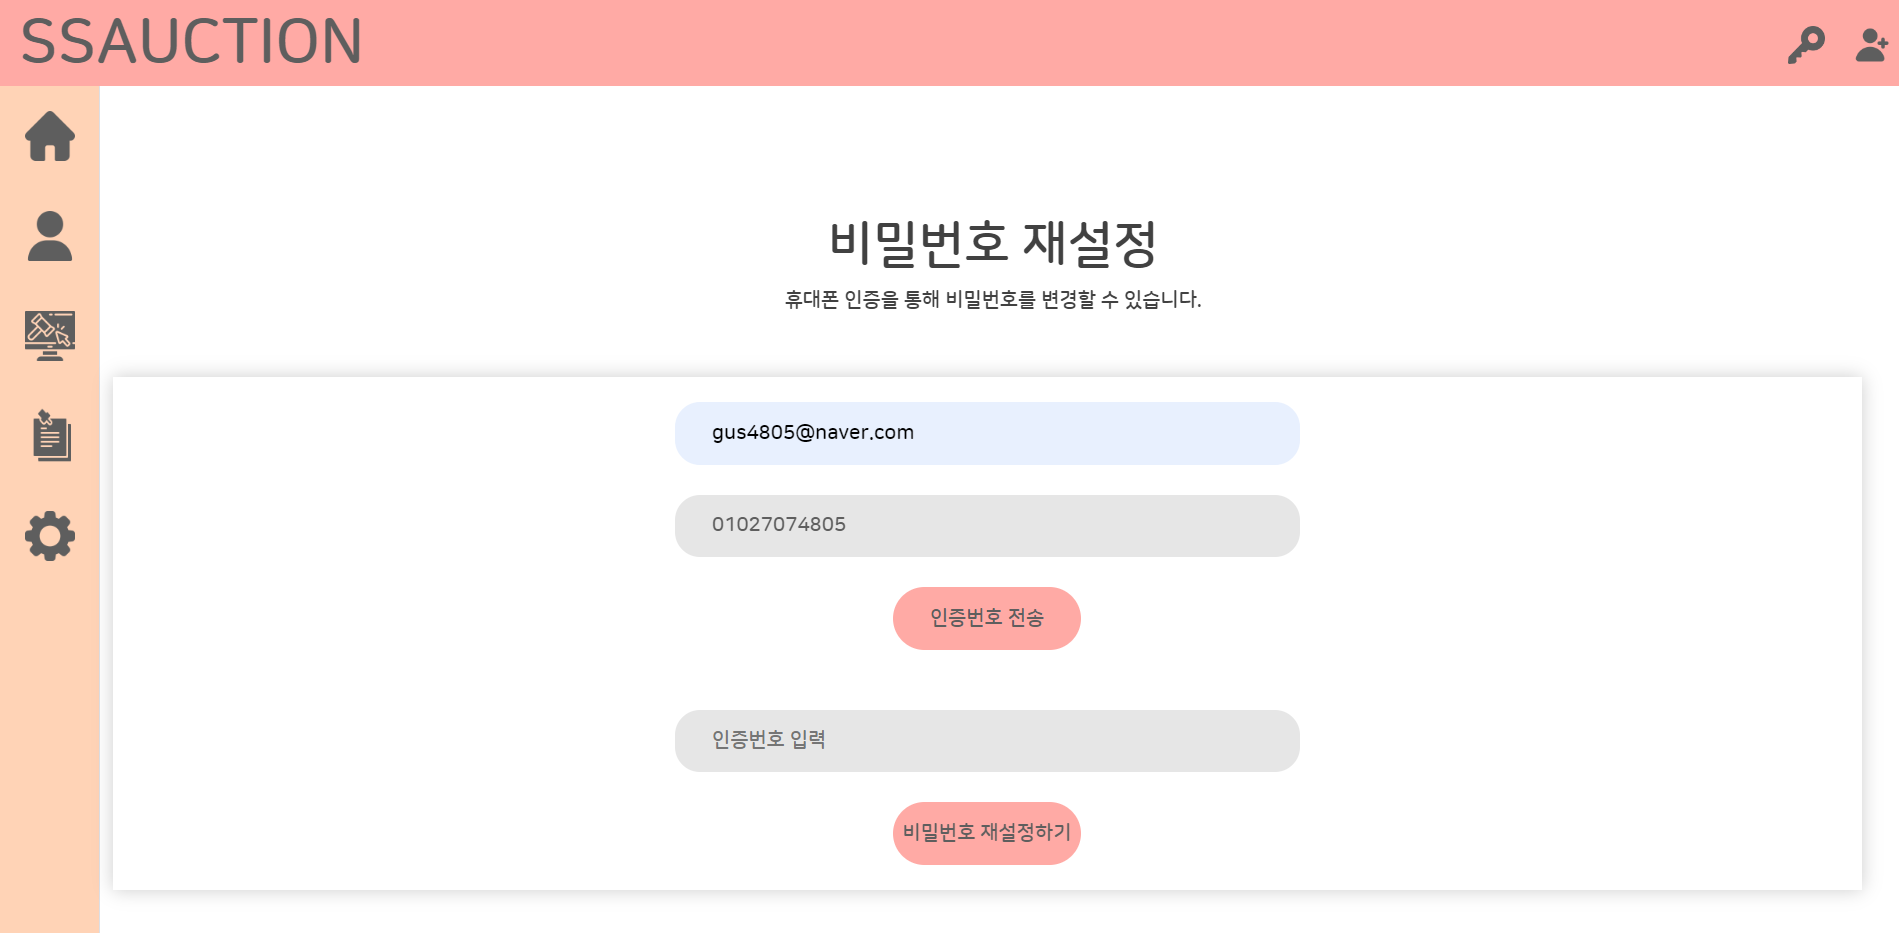 SSAUCTION
비밀번호 재설정
휴대폰 인증을 통해 비밀번호를 변경할 수 있습니다.
gus4805@naver.com
01027074805
인증번호 전송
인증번호 입력
비밀번호 재설정하기